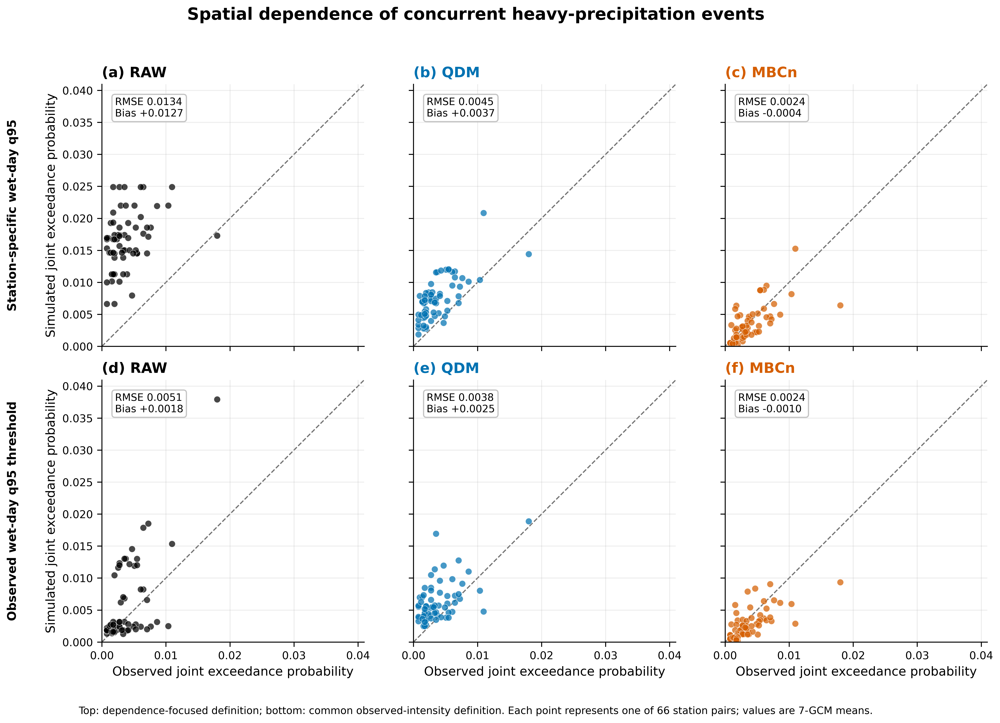 Spatial dependence of concurrent heavy-precipitation events
(a) RAW
(b) QDM
(c) MBCn
Station-specific wet-day q95
Simulated joint exceedance probability
0.040
0.035
0.030
0.025
0.020
0.015
0.010
0.005
0.000
RMSE 0.0134
Bias +0.0127
RMSE 0.0045
Bias +0.0037
RMSE 0.0024
Bias -0.0004
(d) RAW
(e) QDM
(f) MBCn
Observed wet-day q95 threshold
Simulated joint exceedance probability
0.040
0.035
0.030
0.025
0.020
0.015
0.010
0.005
0.000
RMSE 0.0051
Bias +0.0018
RMSE 0.0038
Bias +0.0025
RMSE 0.0024
Bias -0.0010
0.00 0.01 0.02 0.03 0.04
0.00 0.01 0.02 0.03 0.04
0.00 0.01 0.02 0.03 0.04
Observed joint exceedance probability
Observed joint exceedance probability
Observed joint exceedance probability
Top: dependence-focused definition; bottom: common observed-intensity definition. Each point represents one of 66 station pairs; values are 7-GCM means.